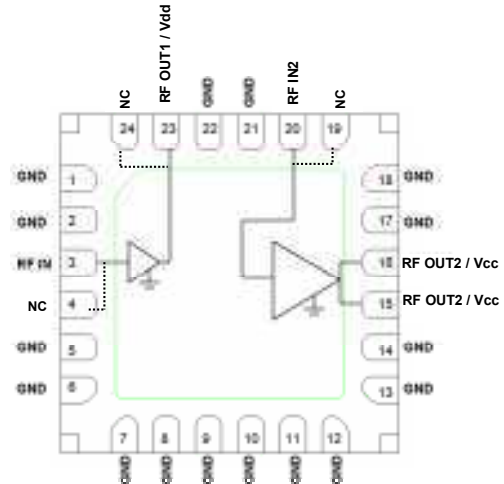 NC
RF OUT1 / Vdd
GND
GND
RF IN2
NC
24
23
22
21
20
19
GND 1
GND 2
RF IN 3
NC 4
GND 5
GND 6
18 GND
17 GND
16 RF OUT2 / Vcc
15 RF OUT2 / Vcc
14 GND
13 GND
7
8
9
10
11
12
GND
GND
GND
GND
GND
GND